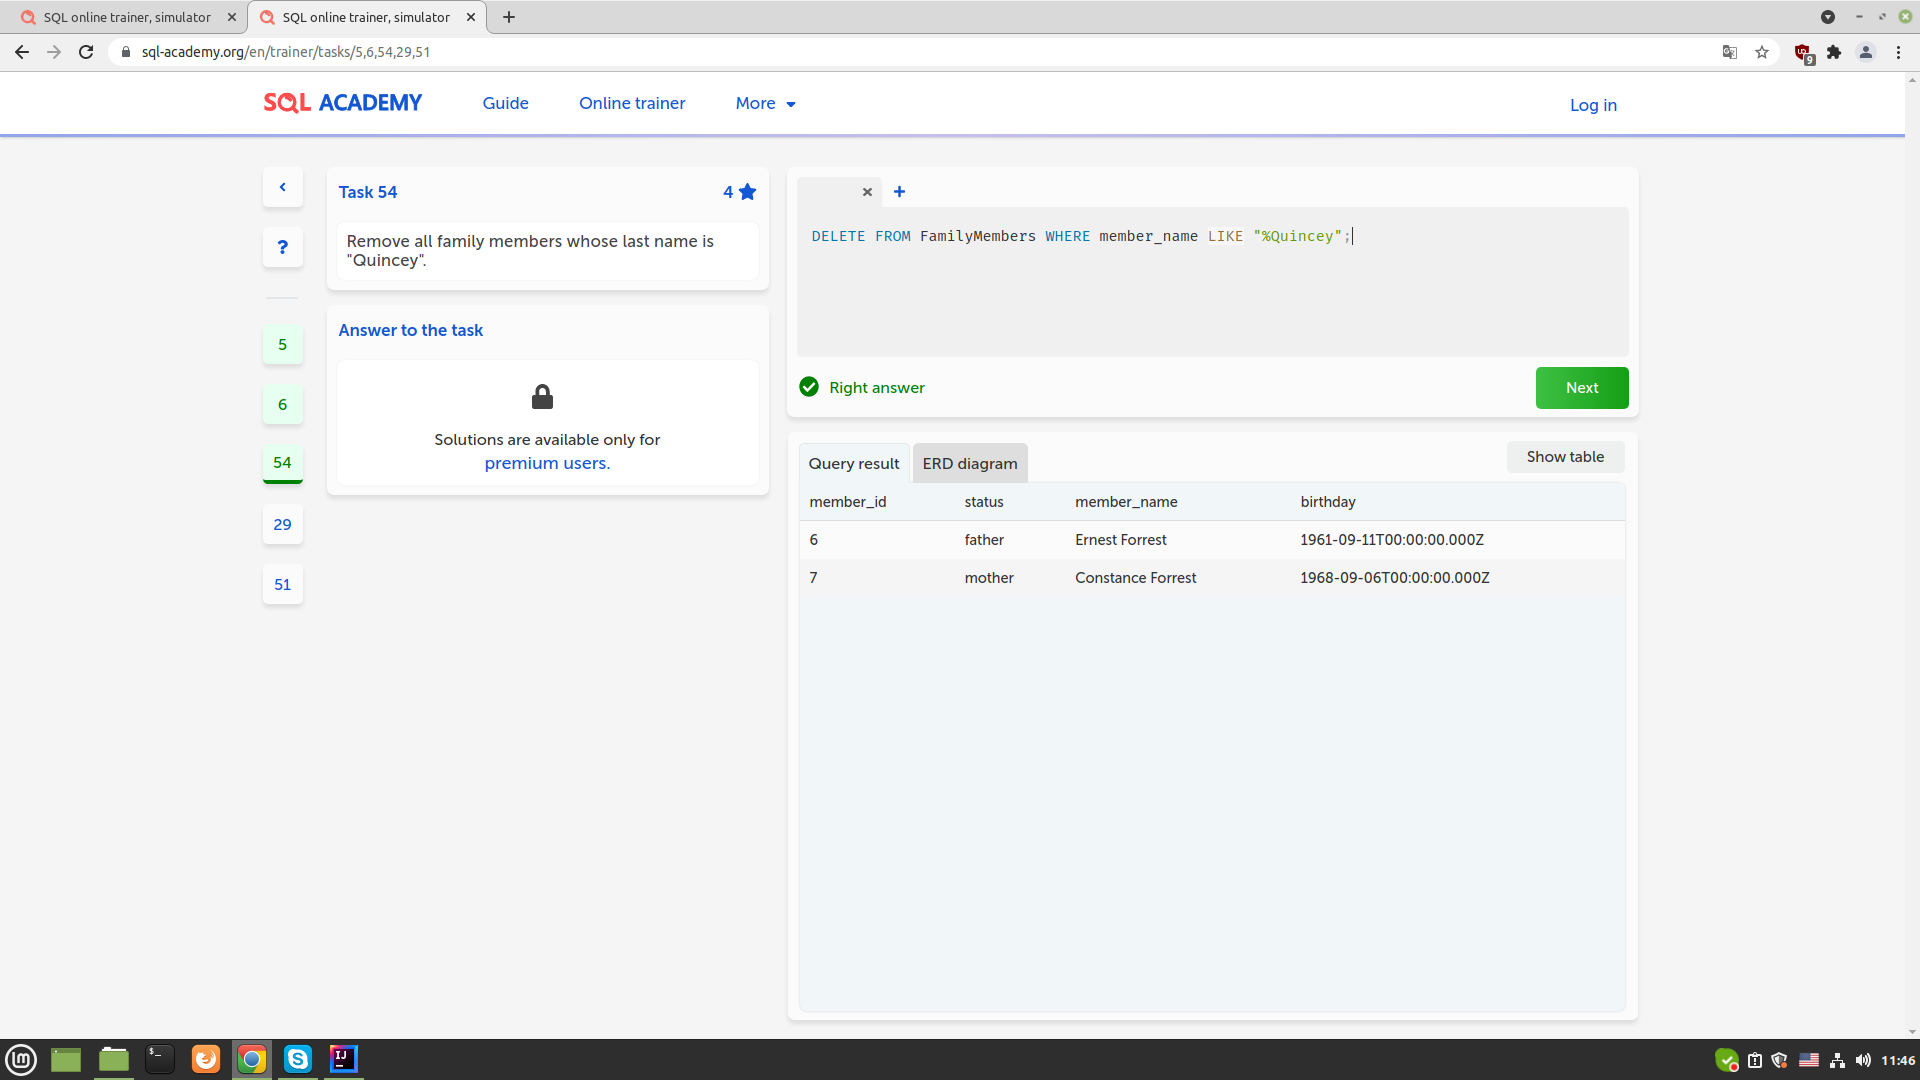 SQL online trainer, simulator
SQL online trainer, simulator
sql-academy.org/en/trainer/tasks/5,6,54,29,51
9
SQL ACADEMY
Guide
Online trainer
More
Log in
?
5
6
54
29
51
Task 54
4
Remove all family members whose last name is
"Quincey".
Answer to the task
Solutions are available only for
premium users.
DELETE FROM FamilyMembers WHERE member_name LIKE "%Quincey";
Right answer
Next
Query result
ERD diagram
Show table
member_id status member_name birthday
6 father Ernest Forrest 1961-09-11T00:00:00.000Z
7 mother Constance Forrest 1968-09-06T00:00:00.000Z
lm
$_
S
IJ
11:46